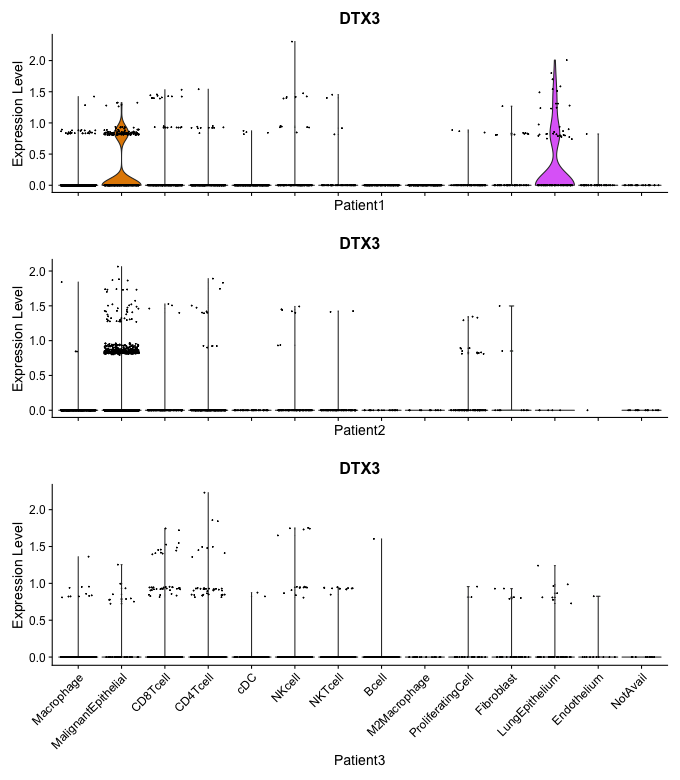 DTX3
Expression Level
2.0
1.5
1.0
0.5
0.0
Patient1
DTX3
Expression Level
2.0
1.5
1.0
0.5
0.0
Patient2
DTX3
Expression Level
2.0
1.5
1.0
0.5
0.0
Macrophage
MalignantEpithelial
CD8Tcell
CD4Tcell
cDC
NKcell
NKTcell
Bcell
M2Macrophage
ProliferatingCell
Fibroblast
LungEpithelium
Endothelium
NotAvail
Patient3